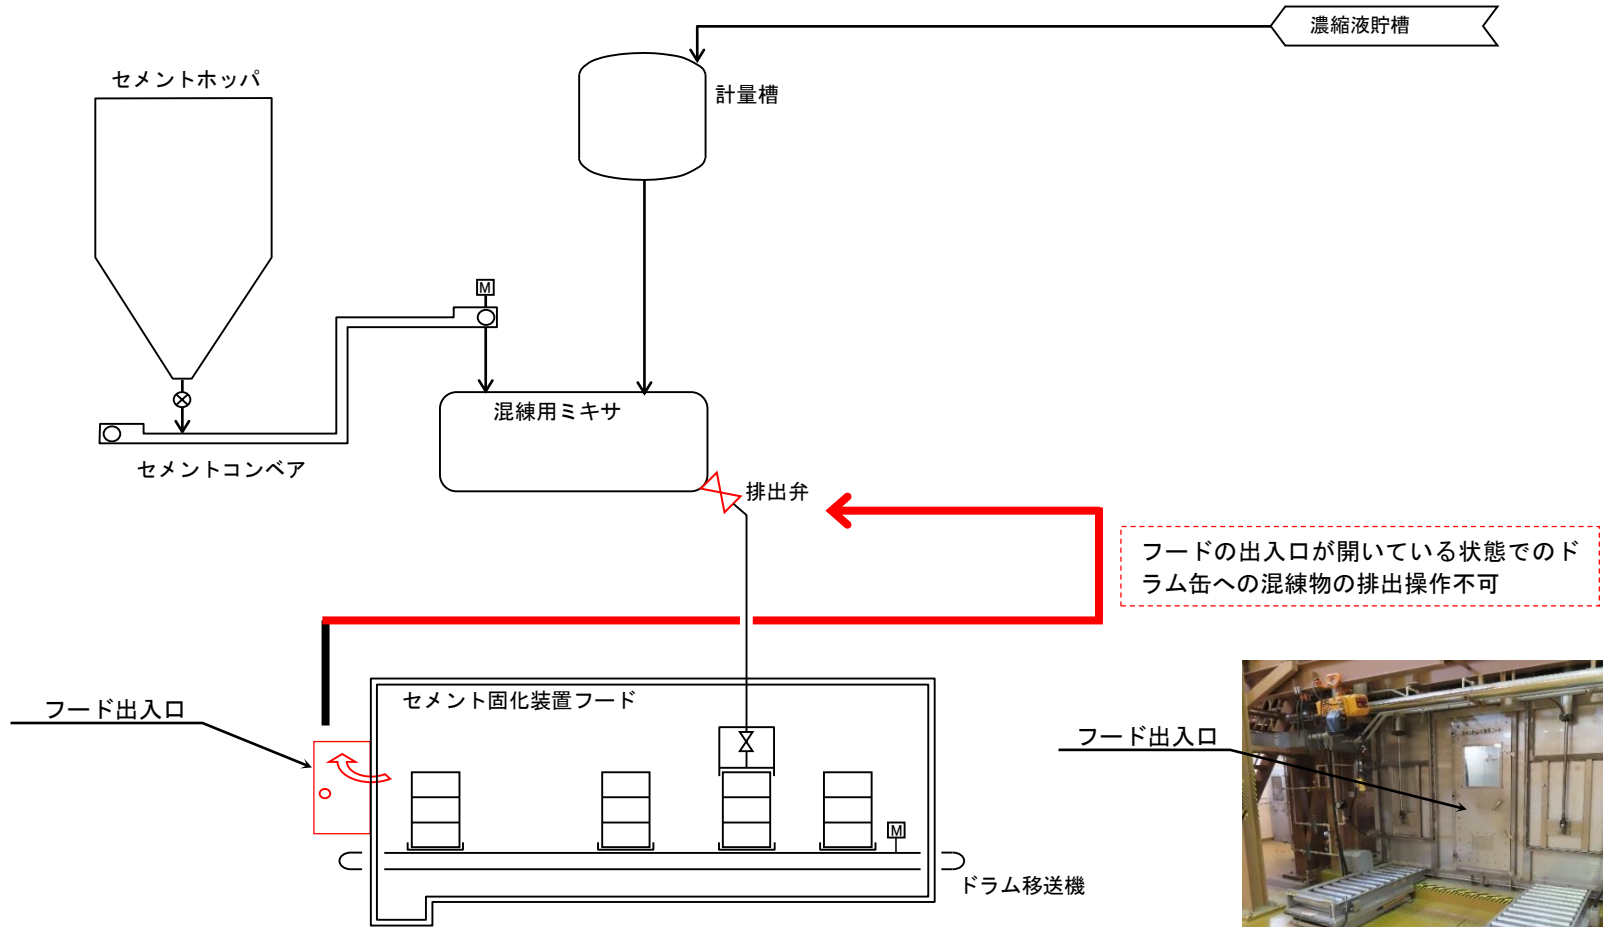 濃縮液貯槽
セメントホッパ
計量槽
M
混練用ミキサ
セメントコンベア
排出弁
フードの出入口が開いている状態でのド
ラム缶への混練物の排出操作不可
セメント固化装置フード
フード出入口
フード出入口
M
ドラム移送機